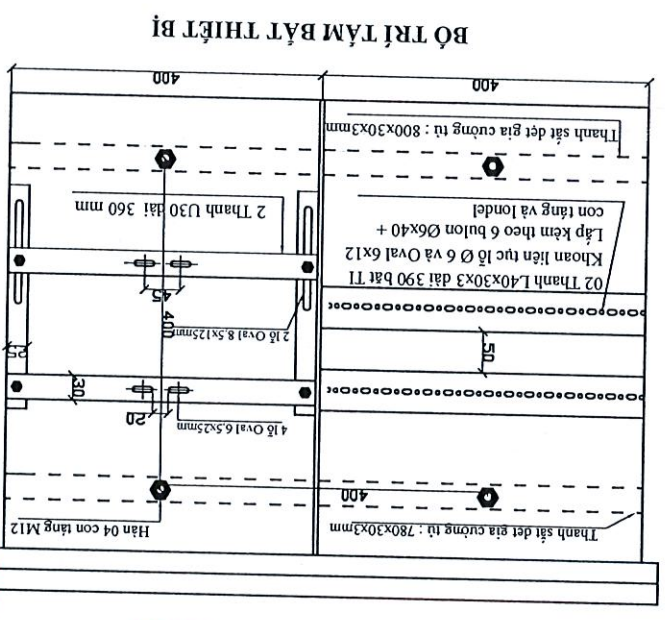 Thanh sắt dẹt gia cường tủ : 780x30x3mm
Hàn 04 con táng M12
400
4 lỗ Oval 6,5x25mm
20
30
50
2 lỗ Oval 8,5x125mm
400
25
45
02 Thanh L40x30x3 dài 390 bắt TI
Khoan liên tục lỗ Ø 6 và Oval 6x12
Lắp kèm theo 6 bulon Ø6x40 +
con táng và londel
2 Thanh U30 dài 360 mm
Thanh sắt dẹt gia cường tủ : 800x30x3mm
400
400
BỐ TRÍ TẤM BẮT THIẾT BỊ